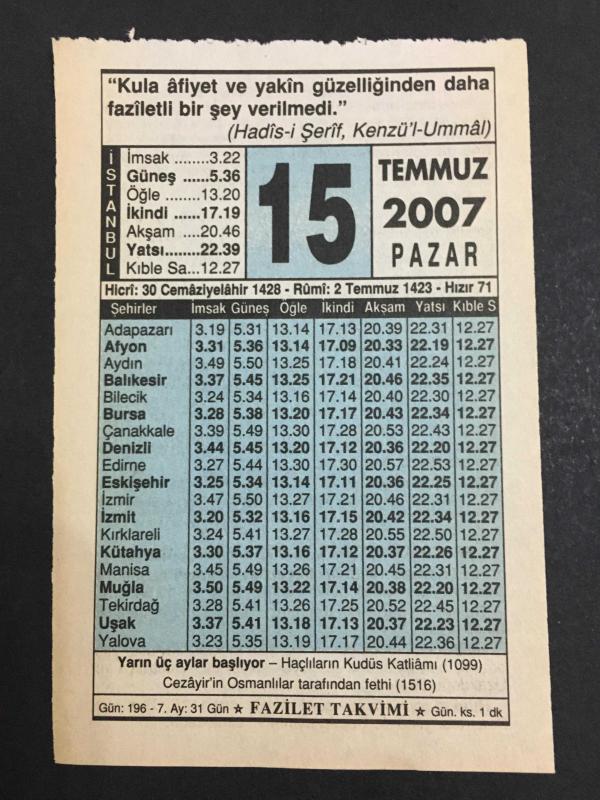 “Kula âfiyet ve yakîn güzelliğinden daha
fazîletli bir şey verilmedi.”
(Hadîs-i Şerîf, Kenzü’l-Ummâl)
İSTANBUL
İmsak ........3.22
Güneş ......5.36
Öğle ........13.20
İkindi ......17.19
Akşam ...20.46
Yatsı........22.39
Kıble Sa...12.27
15
TEMMUZ
2007
PAZAR
Hicrî: 30 Cemâziyelâhir 1428 - Rûmî: 2 Temmuz 1423 - Hızır 71
Şehirler İmsak Güneş Öğle İkindi Akşam Yatsı Kıble S
Adapazarı 3.19 5.31 13.14 17.13 20.39 22.31 12.27
Afyon 3.31 5.36 13.14 17.09 20.33 22.19 12.27
Aydın 3.49 5.50 13.25 17.18 20.41 22.24 12.27
Balıkesir 3.37 5.45 13.25 17.21 20.46 22.35 12.27
Bilecik 3.24 5.34 13.16 17.14 20.40 22.30 12.27
Bursa 3.28 5.38 13.20 17.17 20.43 22.34 12.27
Çanakkale 3.39 5.49 13.30 17.28 20.53 22.43 12.27
Denizli 3.44 5.45 13.20 17.12 20.36 22.20 12.27
Edirne 3.27 5.44 13.30 17.30 20.57 22.53 12.27
Eskişehir 3.25 5.34 13.14 17.11 20.36 22.25 12.27
İzmir 3.47 5.50 13.27 17.21 20.46 22.31 12.27
İzmit 3.20 5.32 13.16 17.15 20.42 22.34 12.27
Kırklareli 3.24 5.41 13.27 17.28 20.55 22.50 12.27
Kütahya 3.30 5.37 13.16 17.12 20.37 22.26 12.27
Manisa 3.45 5.49 13.26 17.21 20.45 22.31 12.27
Muğla 3.50 5.49 13.22 17.14 20.38 22.20 12.27
Tekirdağ 3.28 5.41 13.26 17.25 20.52 22.45 12.27
Uşak 3.37 5.41 13.18 17.13 20.37 22.23 12.27
Yalova 3.23 5.35 13.19 17.17 20.44 22.36 12.27
Yarın üç aylar başlıyor – Haçlıların Kudüs Katliâmı (1099)
Cezâyir’in Osmanlılar tarafından fethi (1516)
Gün: 196 - 7. Ay: 31 Gün ☆ FAZİLET TAKVİMİ ☆ Gün. ks. 1 dk